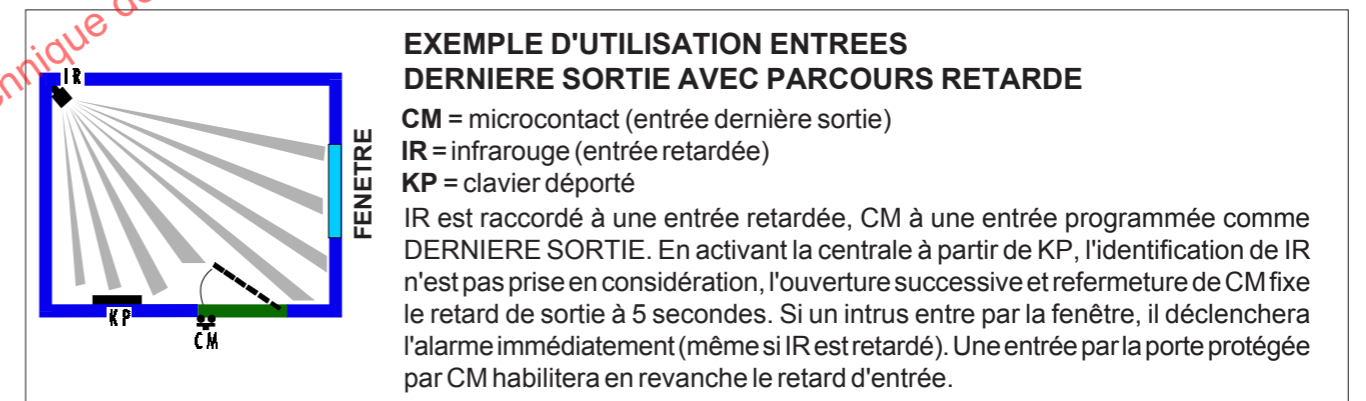 nnique de
EXEMPLE D'UTILISATION ENTREES
DERNIERE SORTIE AVEC PARCOURS RETARDE
IR
FENETRE
KP
CM
CM = microcontact (entrée dernière sortie)
IR = infrarouge (entrée retardée)
KP = clavier déporté
IR est raccordé à une entrée retardée, CM à une entrée programmée comme
DERNIERE SORTIE. En activant la centrale à partir de KP, l'identification de IR
n'est pas prise en considération, l'ouverture successive et refermeture de CM fixe
le retard de sortie à 5 secondes. Si un intrus entre par la fenêtre, il déclenchera
l'alarme immédiatement (même si IR est retardé). Une entrée par la porte protégée
par CM habilitera en revanche le retard d'entrée.